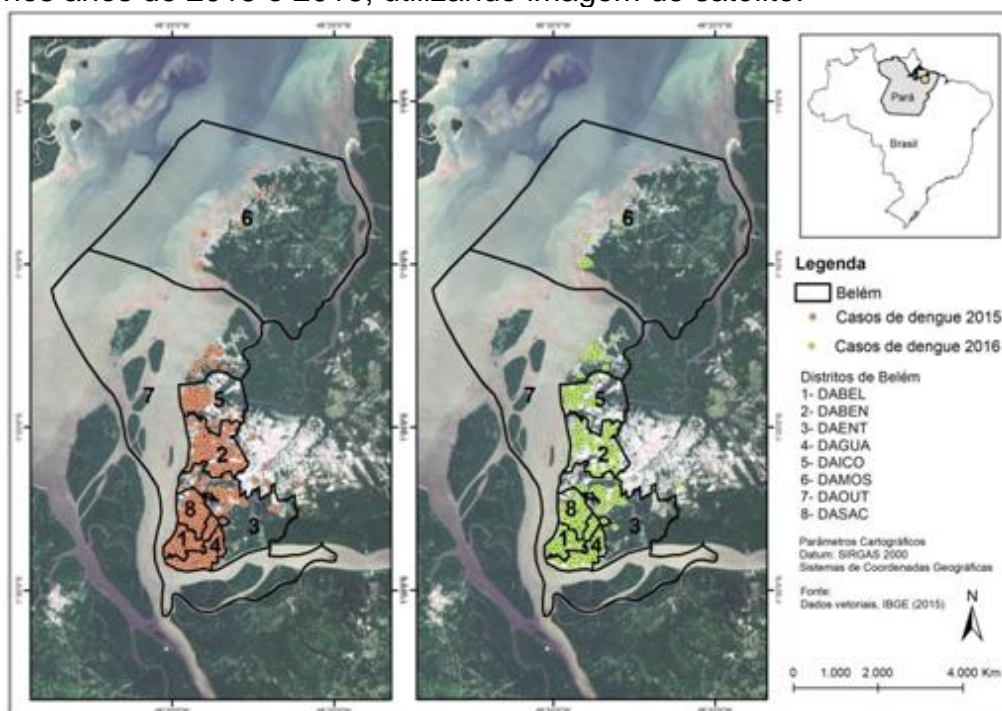 nos anos de 2015 e 2016, utilizando imagem de satélite.
6
7
5
2
8
3
1
4
6
7
5
2
8
3
1
4
Pará
Brasil
Legenda
Belém
Casos de dengue 2015
Casos de dengue 2016
Distritos de Belém
1- DABEL
2- DABEN
3- DAENT
4- DAGUA
5- DAICO
6- DAMOS
7- DAOUT
8- DASAC
Parâmetros Cartográficos
Datum: SIRGAS 2000
Sistemas de Coordenadas Geográficas
Fonte:
Dados vetoriais, IBGE (2015)
N
0 1.000 2.000 4.000 Km